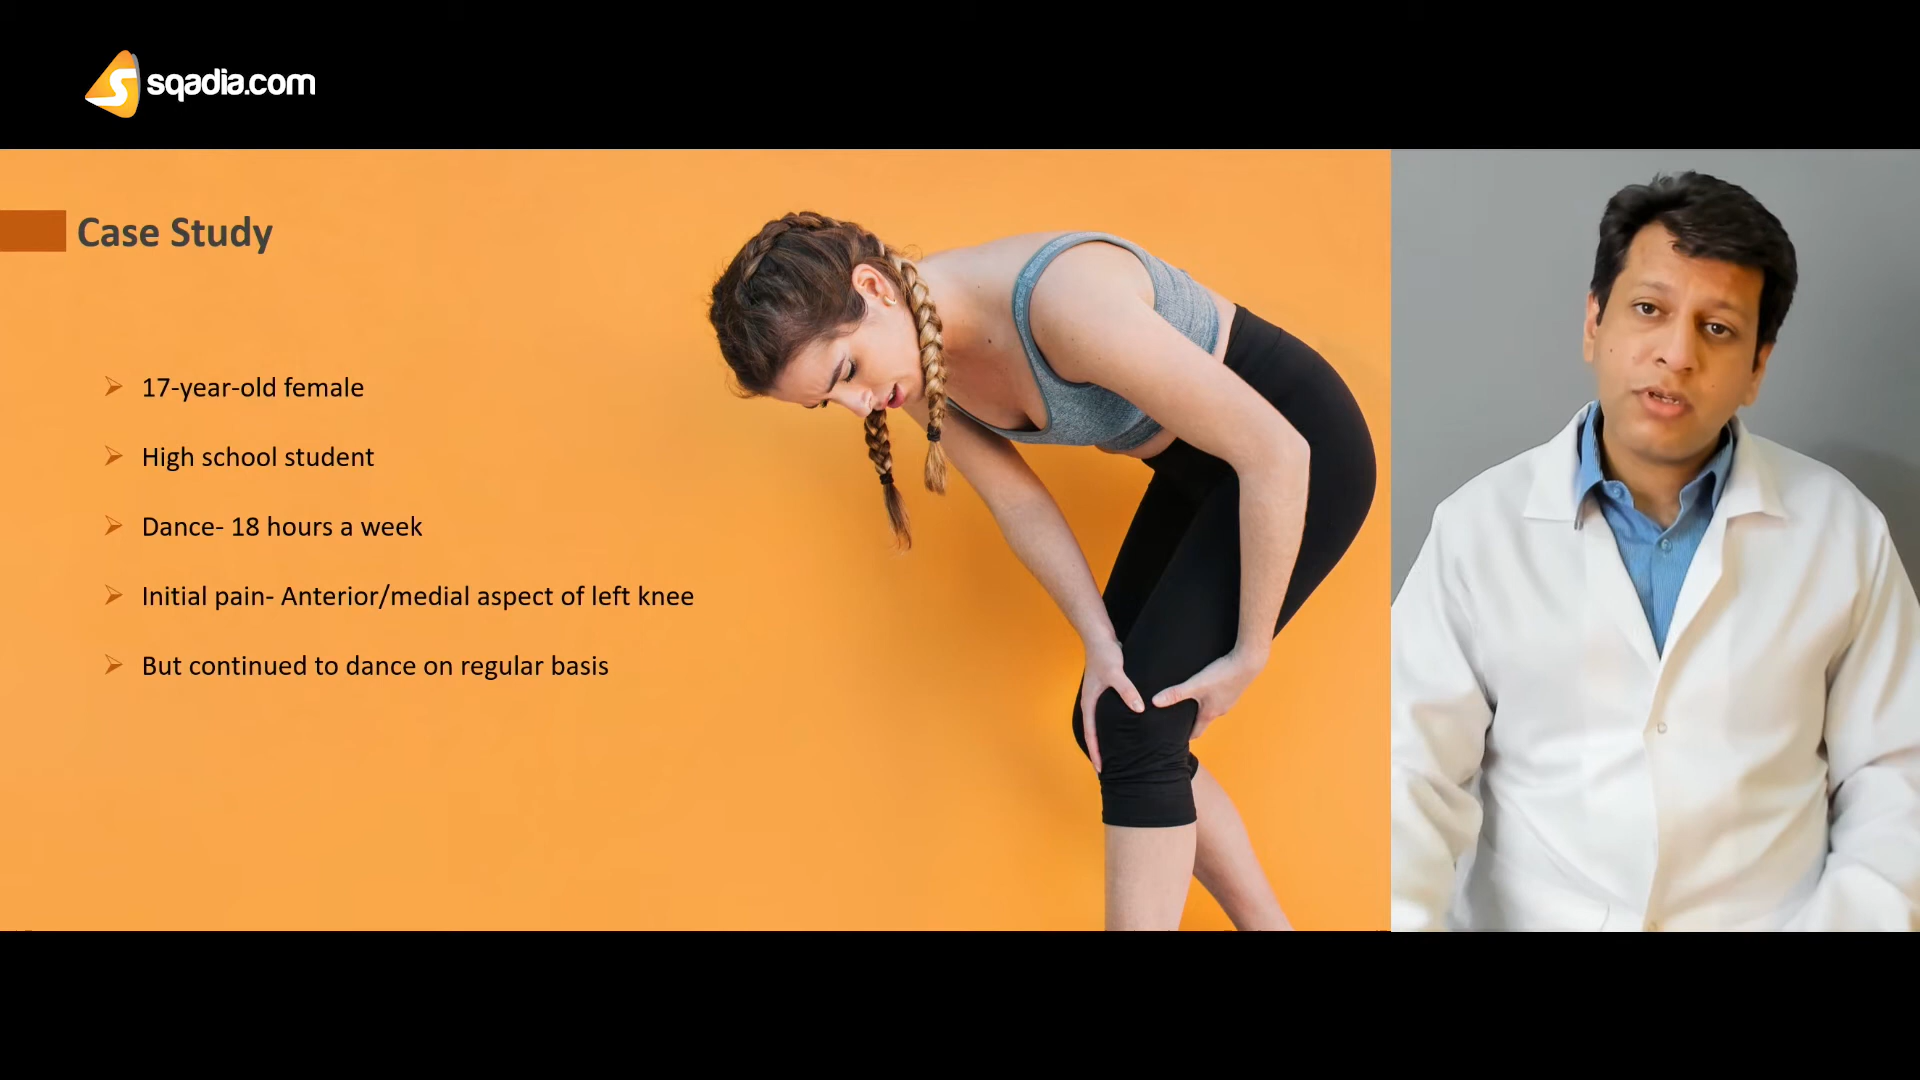 sqadia.com
Case Study
17-year-old female
High school student
Dance- 18 hours a week
Initial pain- Anterior/medial aspect of left knee
But continued to dance on regular basis